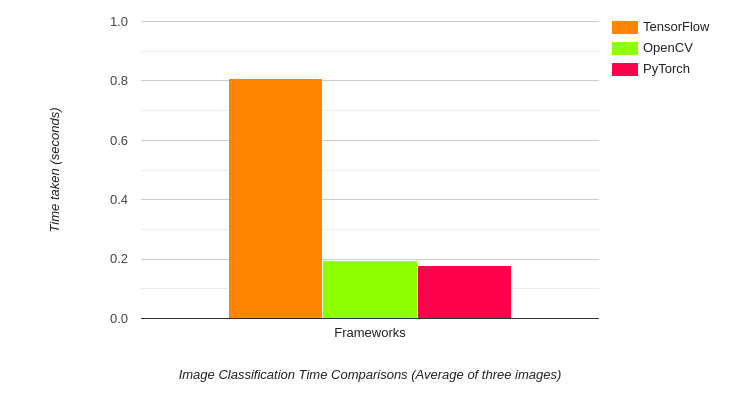 1.0
0.8
0.6
0.4
0.2
0.0
Time taken (seconds)
TensorFlow
OpenCV
PyTorch
Frameworks
Image Classification Time Comparisons (Average of three images)